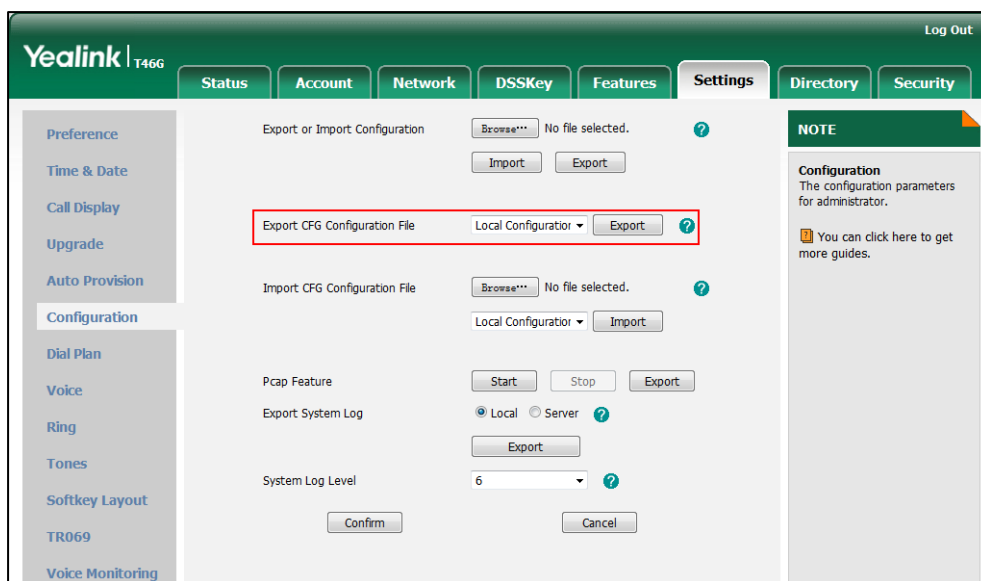 Log Out
Yealink T46G
Status Account Network DSSKey Features Settings Directory Security
Preference
Time & Date
Call Display
Upgrade
Auto Provision
Configuration
Dial Plan
Voice
Ring
Tones
Softkey Layout
TR069
Voice Monitoring
Export or Import Configuration Browse... No file selected. ?
Import Export
Export CFG Configuration File Local Configuration Export ?
Import CFG Configuration File Browse... No file selected. ?
Local Configuration Import
Pcap Feature Start Stop Export
Export System Log Local Server ?
Export
System Log Level 6 ?
Confirm Cancel
NOTE
Configuration
The configuration parameters
for administrator.
? You can click here to get
more guides.